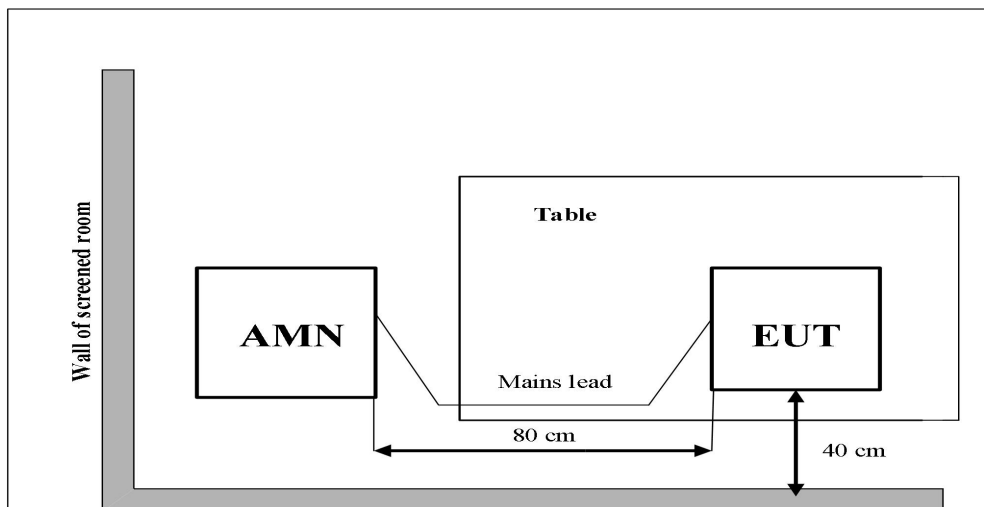 Wall of screened room
Table
AMN
EUT
Mains lead
80 cm
40 cm